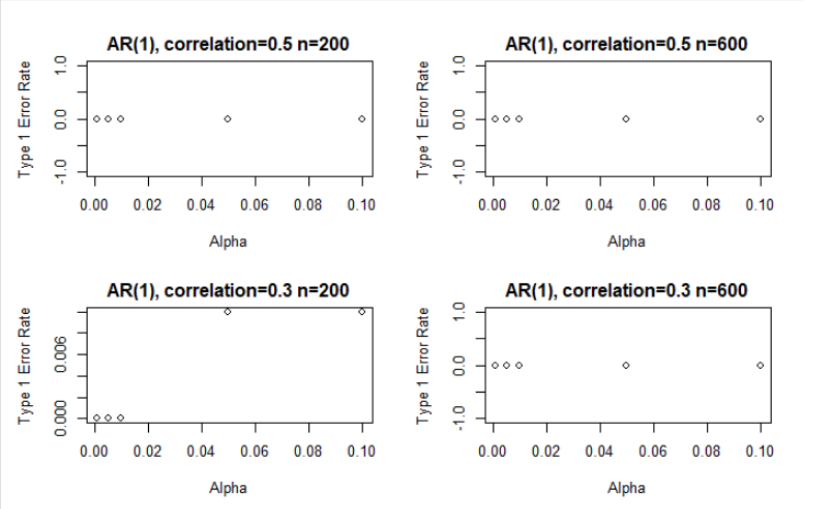 AR(1), correlation=0.5 n=200
Type 1 Error Rate
1.0
0.0
-1.0
0.00 0.02 0.04 0.06 0.08 0.10
Alpha
AR(1), correlation=0.5 n=600
Type 1 Error Rate
1.0
0.0
-1.0
0.00 0.02 0.04 0.06 0.08 0.10
Alpha
AR(1), correlation=0.3 n=200
Type 1 Error Rate
0.006
0.000
0.00 0.02 0.04 0.06 0.08 0.10
Alpha
AR(1), correlation=0.3 n=600
Type 1 Error Rate
1.0
0.0
-1.0
0.00 0.02 0.04 0.06 0.08 0.10
Alpha